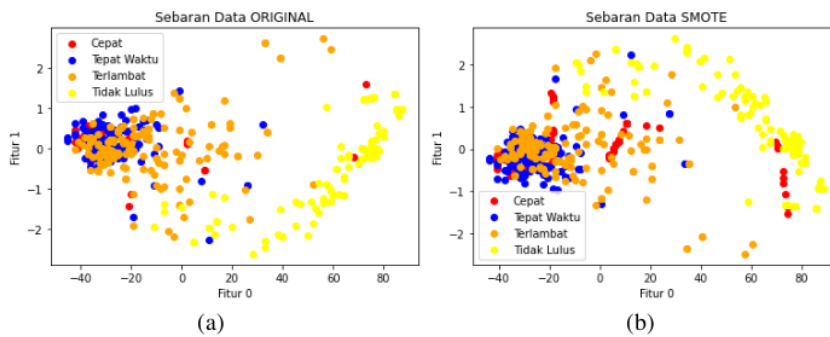 Sebaran Data ORIGINAL
Cepat
Tepat Waktu
Terlambat
Tidak Lulus
2
1
0
−1
−2
Fitur 1
−40 −20 0 20 40 60 80
Fitur 0
(a)
Sebaran Data SMOTE
2
1
0
−1
−2
Fitur 1
Cepat
Tepat Waktu
Terlambat
Tidak Lulus
−40 −20 0 20 40 60 80
Fitur 0
(b)